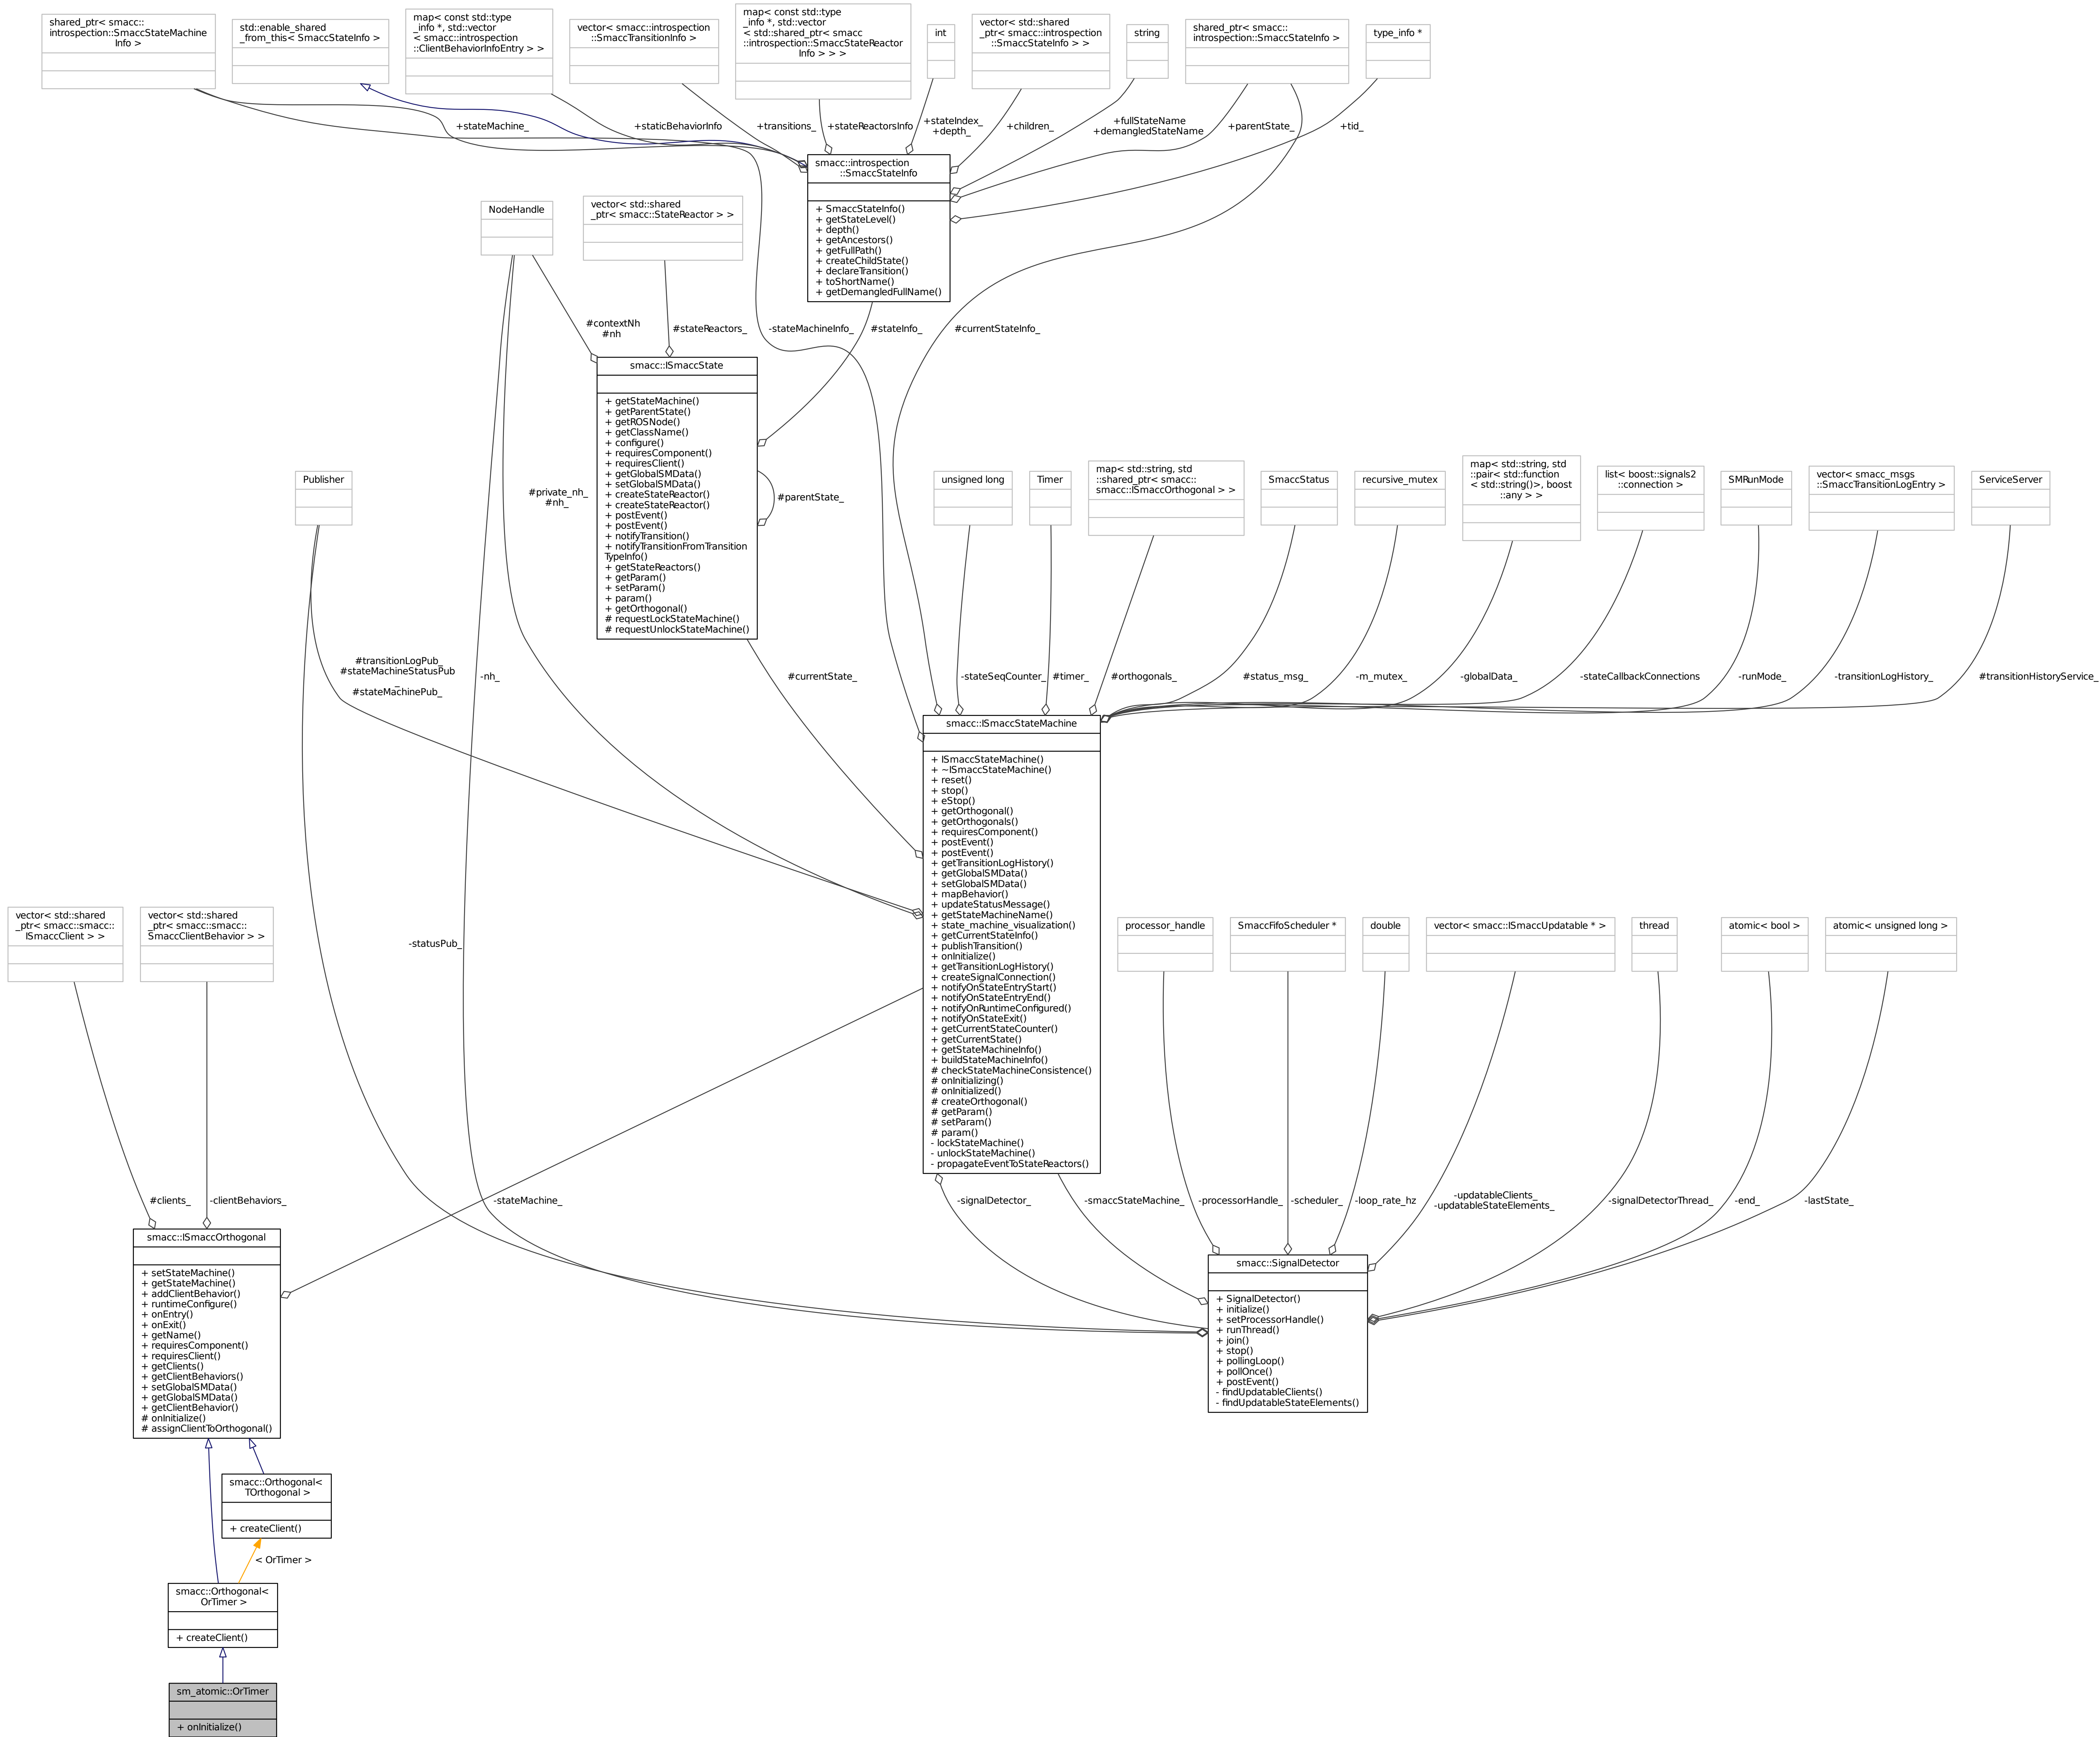 shared_ptr< smacc::
introspection::SmaccStateMachine
Info >
std::enable_shared
_from_this< SmaccStateInfo >
map< const std::type
_info *, std::vector
< smacc::introspection
::ClientBehaviorInfoEntry > >
vector< smacc::introspection
::SmaccTransitionInfo >
map< const std::type
_info *, std::vector
< std::shared_ptr< smacc
::introspection::SmaccStateReactor
Info > > >
int
vector< std::shared
_ptr< smacc::introspection
::SmaccStateInfo > >
string
shared_ptr< smacc::
introspection::SmaccStateInfo >
type_info *
+stateMachine_
+staticBehaviorInfo
+transitions_
+stateReactorsInfo
+stateIndex_
+depth_
+children_
+fullStateName
+demangledStateName
+parentState_
+tid_
smacc::introspection
::SmaccStateInfo
+ SmaccStateInfo()
+ getStateLevel()
+ depth()
+ getAncestors()
+ getFullPath()
+ createChildState()
+ declareTransition()
+ toShortName()
+ getDemangledFullName()
NodeHandle
vector< std::shared
_ptr< smacc::StateReactor > >
#contextNh
#nh
#stateReactors_
-stateMachineInfo_
#stateInfo_
#currentStateInfo_
smacc::ISmaccState
+ getStateMachine()
+ getParentState()
+ getROSNode()
+ getClassName()
+ configure()
+ requiresComponent()
+ requiresClient()
+ getGlobalSMData()
+ setGlobalSMData()
+ createStateReactor()
+ createStateReactor()
+ postEvent()
+ postEvent()
+ notifyTransition()
+ notifyTransitionFromTransition
TypeInfo()
+ getStateReactors()
+ getParam()
+ setParam()
+ param()
+ getOrthogonal()
# requestLockStateMachine()
# requestUnlockStateMachine()
#parentState_
#private_nh_
#nh_
Publisher
unsigned long
Timer
map< std::string, std
::shared_ptr< smacc::
smacc::ISmaccOrthogonal > >
SmaccStatus
recursive_mutex
map< std::string, std
::pair< std::function
< std::string()>, boost
::any > >
list< boost::signals2
::connection >
SMRunMode
vector< smacc_msgs
::SmaccTransitionLogEntry >
ServiceServer
#transitionLogPub_
#stateMachineStatusPub
_
#stateMachinePub_
-nh_
#currentState_
-stateSeqCounter_
#timer_
#orthogonals_
#status_msg_
-m_mutex_
-globalData_
-stateCallbackConnections
-runMode_
-transitionLogHistory_
#transitionHistoryService_
smacc::ISmaccStateMachine
+ ISmaccStateMachine()
+ ~ISmaccStateMachine()
+ reset()
+ stop()
+ eStop()
+ getOrthogonal()
+ getOrthogonals()
+ requiresComponent()
+ postEvent()
+ postEvent()
+ getTransitionLogHistory()
+ getGlobalSMData()
+ setGlobalSMData()
+ mapBehavior()
+ updateStatusMessage()
+ getStateMachineName()
+ state_machine_visualization()
+ getCurrentStateInfo()
+ publishTransition()
+ onInitialize()
+ getTransitionLogHistory()
+ createSignalConnection()
+ notifyOnStateEntryStart()
+ notifyOnStateEntryEnd()
+ notifyOnRuntimeConfigured()
+ notifyOnStateExit()
+ getCurrentStateCounter()
+ getCurrentState()
+ getStateMachineInfo()
+ buildStateMachineInfo()
# checkStateMachineConsistence()
# onInitializing()
# onInitialized()
# createOrthogonal()
# getParam()
# setParam()
# param()
- lockStateMachine()
- unlockStateMachine()
- propagateEventToStateReactors()
vector< std::shared
_ptr< smacc::smacc::
ISmaccClient > >
vector< std::shared
_ptr< smacc::smacc::
SmaccClientBehavior > >
-statusPub_
processor_handle
SmaccFifoScheduler *
double
vector< smacc::ISmaccUpdatable * >
thread
atomic< bool >
atomic< unsigned long >
#clients_
-clientBehaviors_
-stateMachine_
-signalDetector_
-smaccStateMachine_
-processorHandle_
-scheduler_
-loop_rate_hz
-updatableClients_
-updatableStateElements_
-signalDetectorThread_
-end_
-lastState_
smacc::ISmaccOrthogonal
+ setStateMachine()
+ getStateMachine()
+ addClientBehavior()
+ runtimeConfigure()
+ onEntry()
+ onExit()
+ getName()
+ requiresComponent()
+ requiresClient()
+ getClients()
+ getClientBehaviors()
+ setGlobalSMData()
+ getGlobalSMData()
+ getClientBehavior()
# onInitialize()
# assignClientToOrthogonal()
smacc::SignalDetector
+ SignalDetector()
+ initialize()
+ setProcessorHandle()
+ runThread()
+ join()
+ stop()
+ pollingLoop()
+ pollOnce()
+ postEvent()
- findUpdatableClients()
- findUpdatableStateElements()
smacc::Orthogonal<
TOrthogonal >
+ createClient()
< OrTimer >
smacc::Orthogonal<
OrTimer >
+ createClient()
sm_atomic::OrTimer
+ onInitialize()